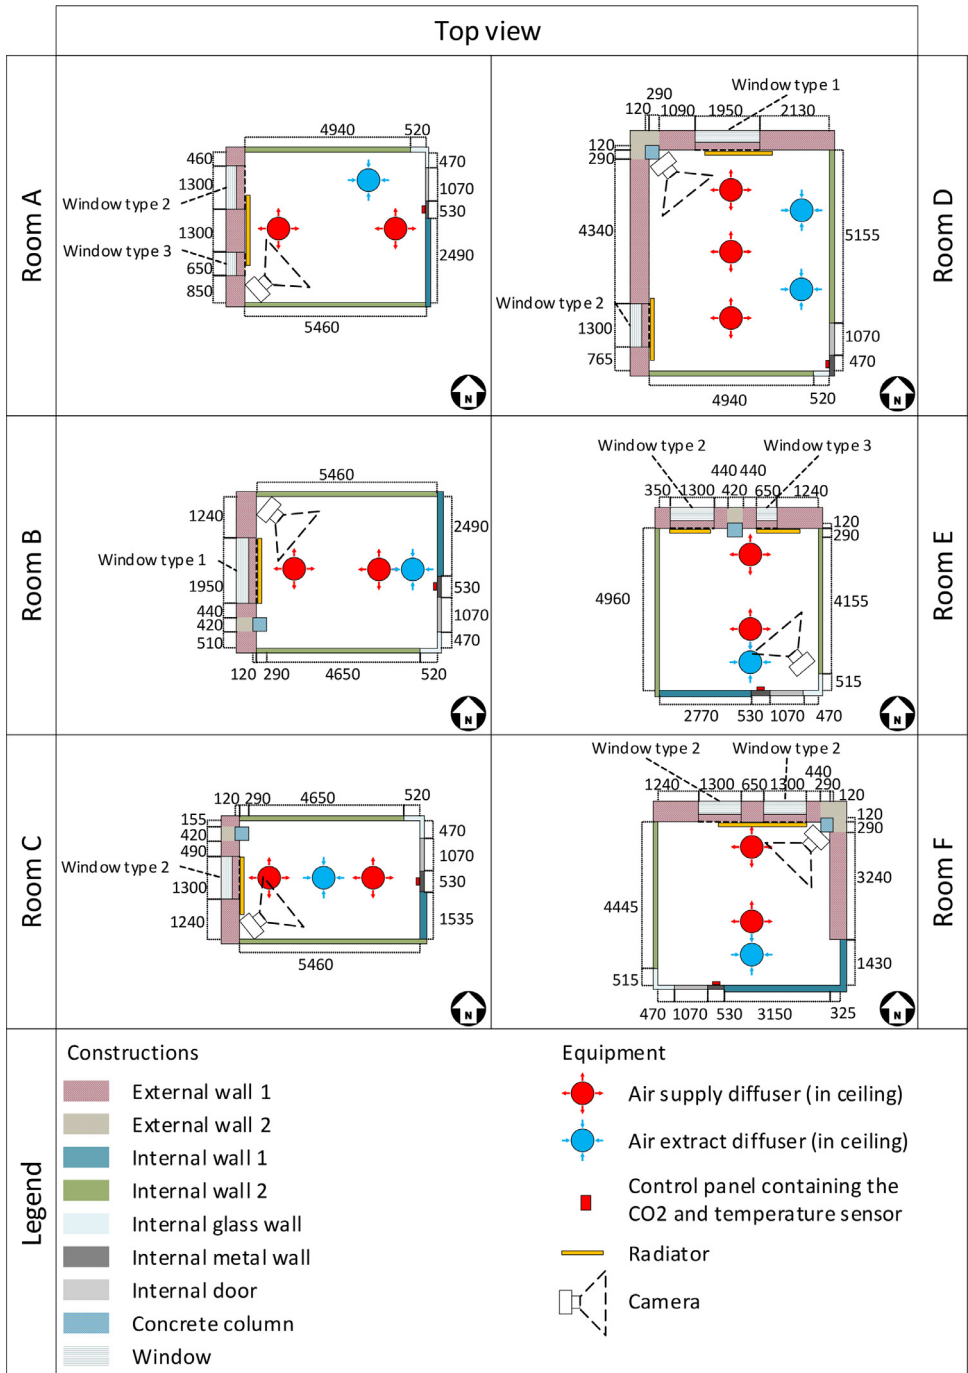 Top view
Room A
4940 520
460
1300
Window type 2
1300
Window type 3
650
850
470
1070
530
2490
5460
N
Room D
Window type 1
290
120 1090 1950 2130
120
290
4340
Window type 2
1300
765
5155
1070
470
4940 520
N
Room B
5460
1240
Window type 1
1950
440
420
510
2490
530
1070
470
120 290 4650 520
N
Room E
Window type 2 Window type 3
440 440
350 1300 420 650 1240
120
290
4960
4155
515
2770 530 1070 470
N
Room C
120 290 4650 520
155
420
490
Window type 2
1300
1240
470
1070
530
1535
5460
N
Room F
Window type 2 Window type 2
440
1240 1300 650 1300 290
120
120
290
3240
4445
1430
515
470 1070 530 3150 325
N
Legend
Constructions
External wall 1
External wall 2
Internal wall 1
Internal wall 2
Internal glass wall
Internal metal wall
Internal door
Concrete column
Window
Equipment
Air supply diffuser (in ceiling)
Air extract diffuser (in ceiling)
Control panel containing the
CO2 and temperature sensor
Radiator
Camera